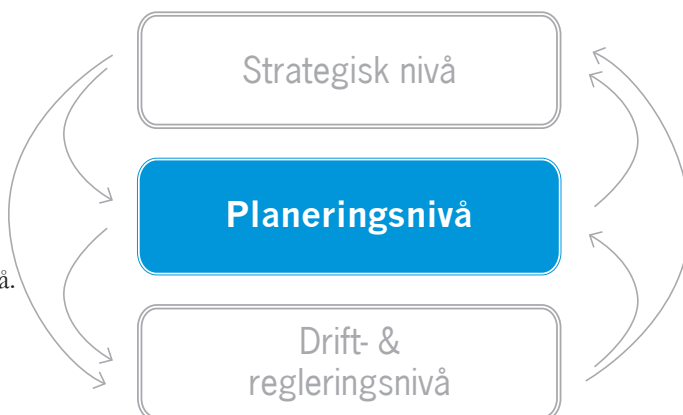 Strategisk nivå
Planeringsnivå
å.
Drift- &
regleringsnivå